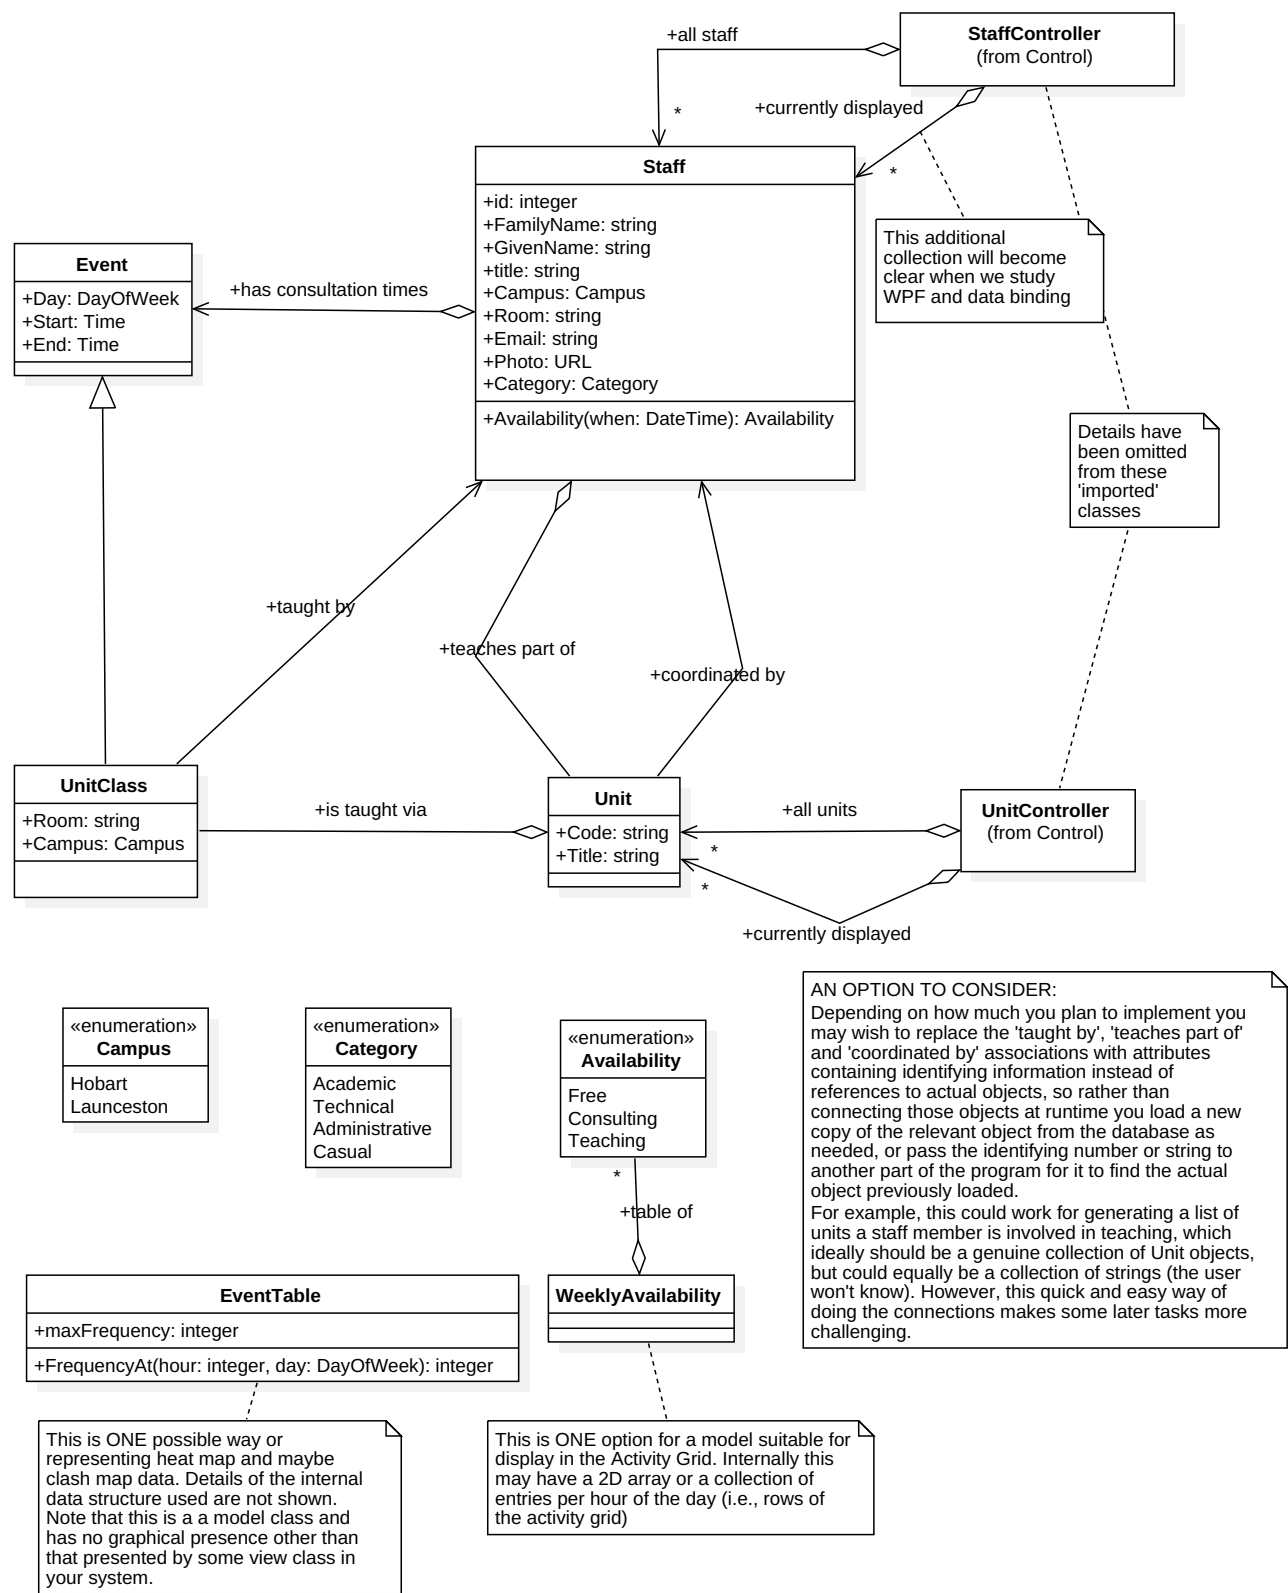 +all staff
StaffController
(from Control)
+currently displayed
*
*
Staff
+id: integer
+FamilyName: string
+GivenName: string
+title: string
+Campus: Campus
+Room: string
+Email: string
+Photo: URL
+Category: Category
+Availability(when: DateTime): Availability
This additional
collection will become
clear when we study
WPF and data binding
Event
+Day: DayOfWeek
+Start: Time
+End: Time
+has consultation times
Details have
been omitted
from these
'imported'
classes
+taught by
+teaches part of
+coordinated by
UnitClass
+Room: string
+Campus: Campus
+is taught via
Unit
+Code: string
+Title: string
+all units
*
*
+currently displayed
UnitController
(from Control)
«enumeration»
Campus
Hobart
Launceston
«enumeration»
Category
Academic
Technical
Administrative
Casual
«enumeration»
Availability
Free
Consulting
Teaching
*
+table of
AN OPTION TO CONSIDER:
Depending on how much you plan to implement you
may wish to replace the 'taught by', 'teaches part of'
and 'coordinated by' associations with attributes
containing identifying information instead of
references to actual objects, so rather than
connecting those objects at runtime you load a new
copy of the relevant object from the database as
needed, or pass the identifying number or string to
another part of the program for it to find the actual
object previously loaded.
For example, this could work for generating a list of
units a staff member is involved in teaching, which
ideally should be a genuine collection of Unit objects,
but could equally be a collection of strings (the user
won't know). However, this quick and easy way of
doing the connections makes some later tasks more
challenging.
EventTable
+maxFrequency: integer
+FrequencyAt(hour: integer, day: DayOfWeek): integer
WeeklyAvailability
This is ONE possible way or
representing heat map and maybe
clash map data. Details of the internal
data structure used are not shown.
Note that this is a a model class and
has no graphical presence other than
that presented by some view class in
your system.
This is ONE option for a model suitable for
display in the Activity Grid. Internally this
may have a 2D array or a collection of
entries per hour of the day (i.e., rows of
the activity grid)